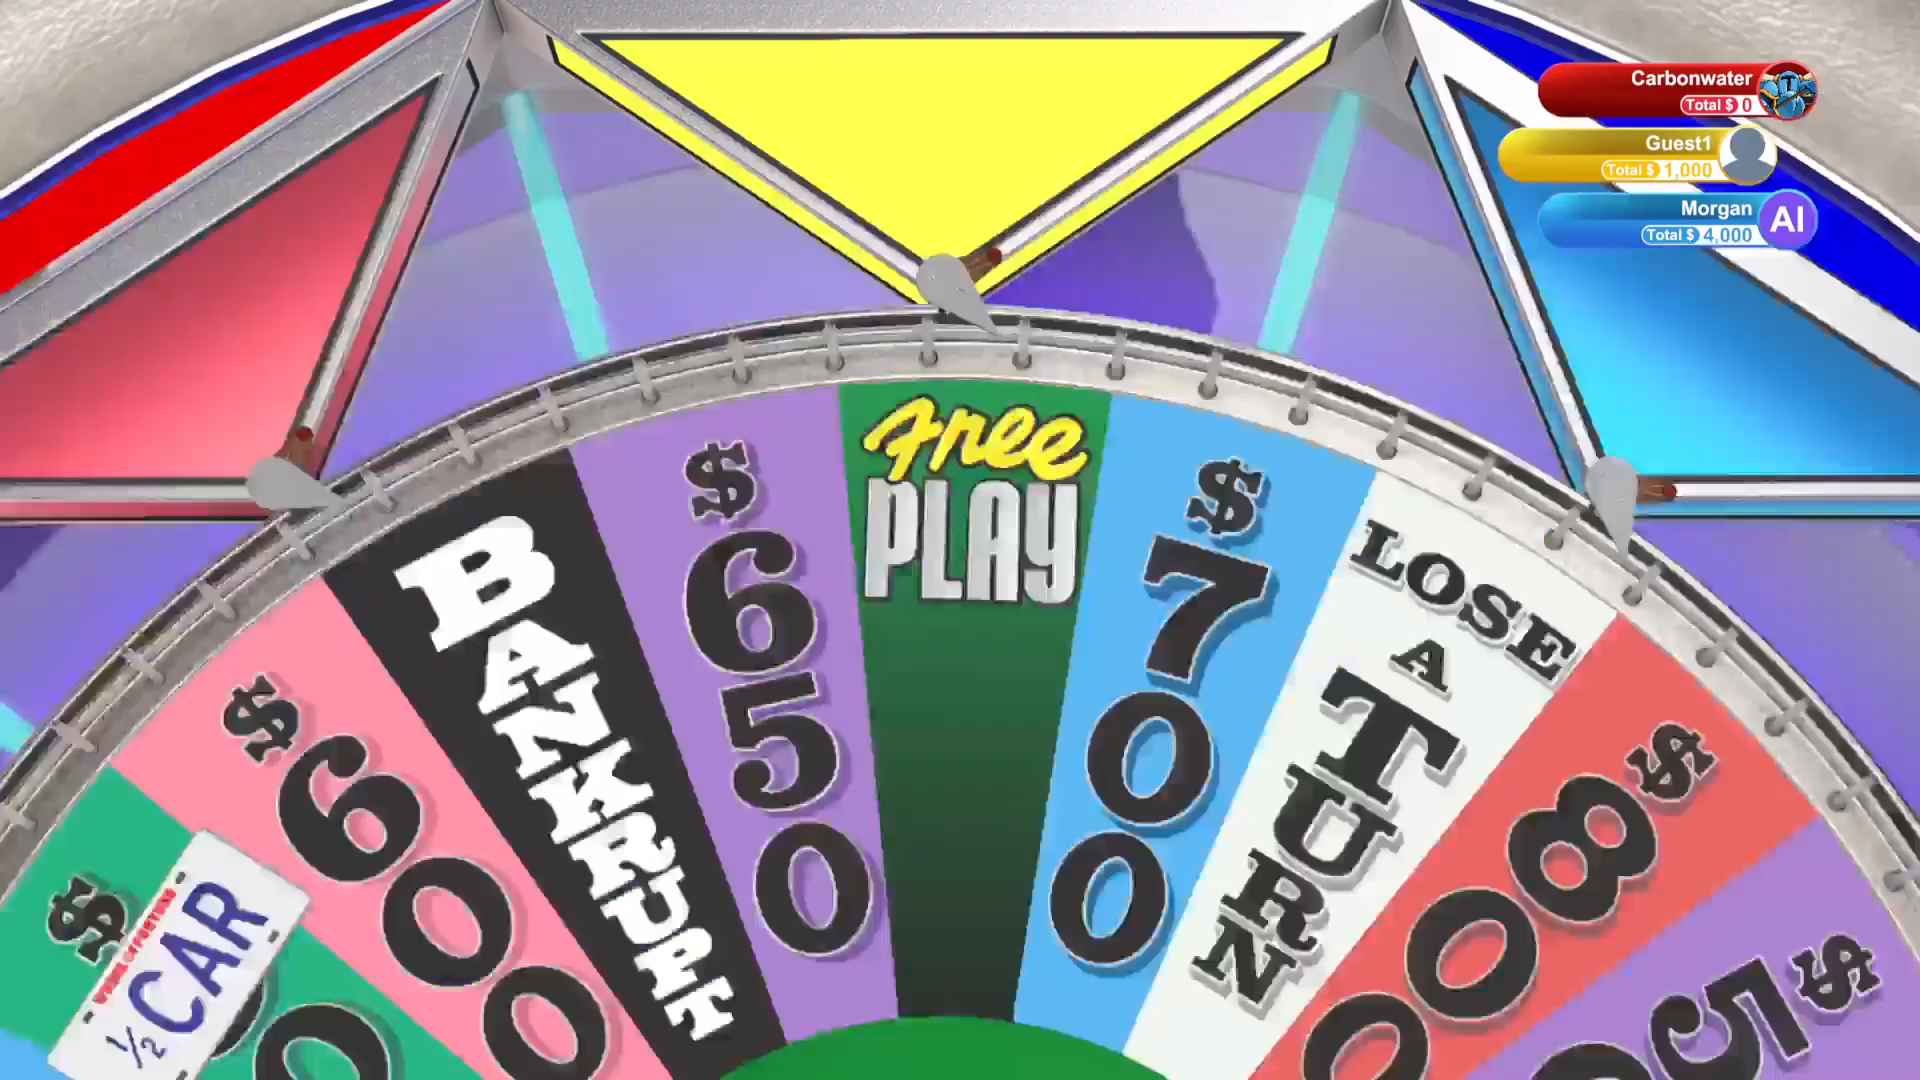 Carbonwater
Total $ 0
Guest1
Total $ 1,000
Morgan
Total $ 4,000
AI
$
½ CAR
$600
BANKRUPT
$650
Free
PLAY
$700
LOSE
A
TURN
$800
$5